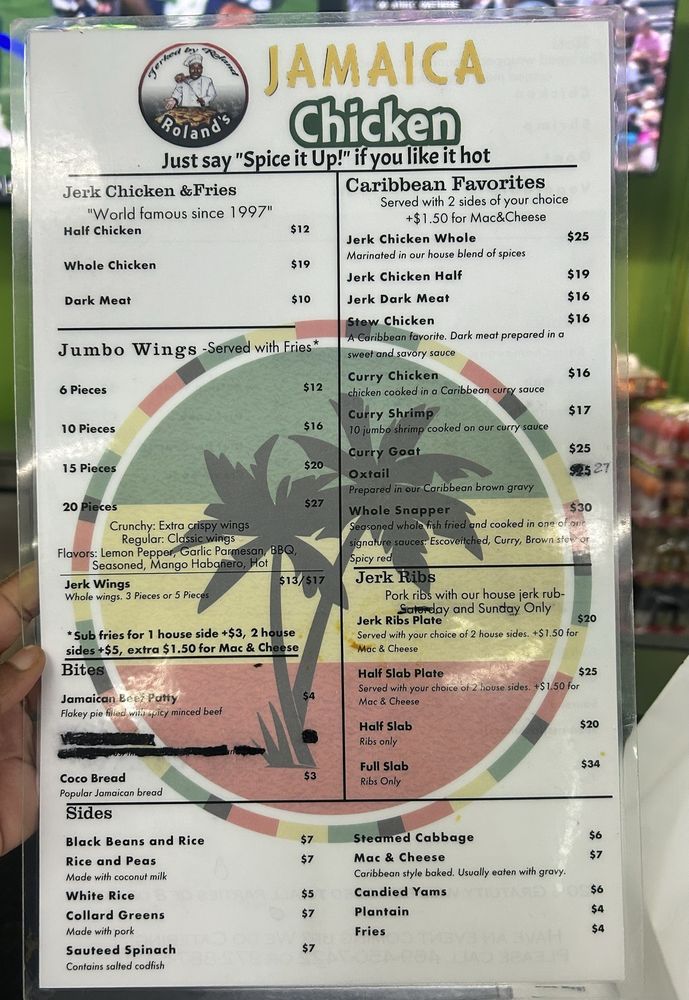 Jerked by Roland
Roland's
JAMAICA
Chicken
Just say "Spice it Up!" if you like it hot
Jerk Chicken &Fries
"World famous since 1997"
Half Chicken $12
Whole Chicken $19
Dark Meat $10
Jumbo Wings -Served with Fries*
6 Pieces $12
10 Pieces $16
15 Pieces $20
20 Pieces $27
Crunchy: Extra crispy wings
Regular: Classic wings
Flavors: Lemon Pepper, Garlic Parmesan, BBQ,
Seasoned, Mango Habanero, Hot
Jerk Wings $13/$17
Whole wings. 3 Pieces or 5 Pieces
*Sub fries for 1 house side +$3, 2 house
sides +$5, extra $1.50 for Mac & Cheese
Bites
Jamaican Beef Patty $4
Flakey pie filled with spicy minced beef
Coco Bread $3
Popular Jamaican bread
Caribbean Favorites
Served with 2 sides of your choice
+$1.50 for Mac&Cheese
Jerk Chicken Whole $25
Marinated in our house blend of spices
Jerk Chicken Half $19
Jerk Dark Meat $16
Stew Chicken $16
A Caribbean favorite. Dark meat prepared in a
sweet and savory sauce
Curry Chicken $16
chicken cooked in a Caribbean curry sauce
Curry Shrimp $17
10 jumbo shrimp cooked on our curry sauce
Curry Goat $25
Oxtail $25 27
Prepared in our Caribbean brown gravy
Whole Snapper $30
Seasoned whole fish fried and cooked in one of our
signature sauces: Escoveitched, Curry, Brown stew or
Spicy red
Jerk Ribs
Pork ribs with our house jerk rub-
Saturday and Sunday Only
Jerk Ribs Plate $20
Served with your choice of 2 house sides. +$1.50 for
Mac & Cheese
Half Slab Plate $25
Served with your choice of 2 house sides. +$1.50 for
Mac & Cheese
Half Slab $20
Ribs only
Full Slab $34
Ribs Only
Sides
Black Beans and Rice $7
Rice and Peas $7
Made with coconut milk
White Rice $5
Collard Greens $7
Made with pork
Sauteed Spinach $7
Contains salted codfish
Steamed Cabbage $6
Mac & Cheese $7
Caribbean style baked. Usually eaten with gravy.
Candied Yams $6
Plantain $4
Fries $4